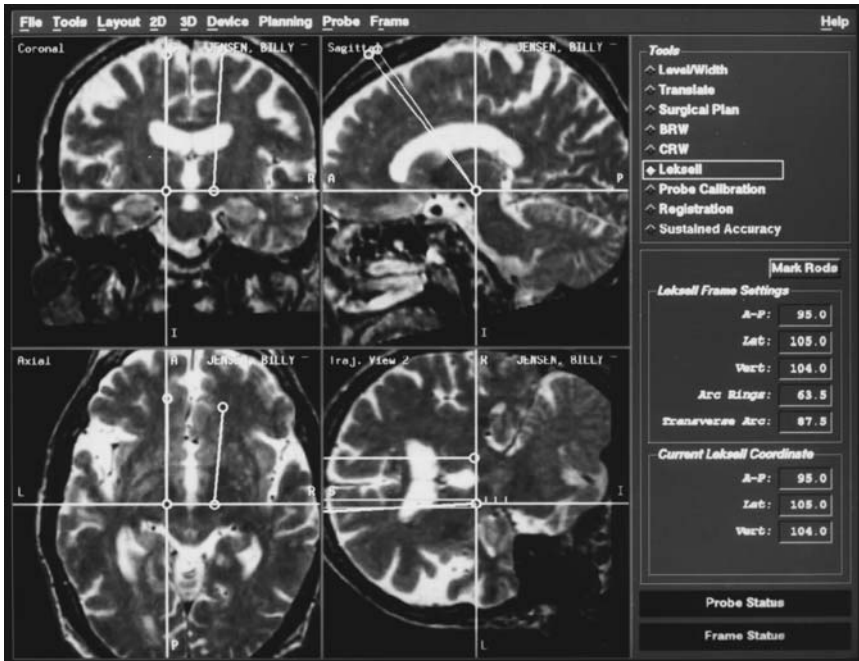 File Tools Layout 2D 3D Device Planning Probe Frame Help
Coronal
JENSEN, BILLY
I
R
I
Sagittal
JENSEN, BILLY
A
P
I
Axial
A
JENSEN, BILLY
L
R
P
Traj. View 2
R
JENSEN, BILLY
S
I
L
Tools
Level/Width
Translate
Surgical Plan
BRW
CRW
Leksell
Probe Calibration
Registration
Sustained Accuracy
Mark Rods
Leksell Frame Settings
A-P: 95.0
Lat: 105.0
Vert: 104.0
Arc Rings: 63.5
Transverse Arc: 87.5
Current Leksell Coordinate
A-P: 95.0
Lat: 105.0
Vert: 104.0
Probe Status
Frame Status